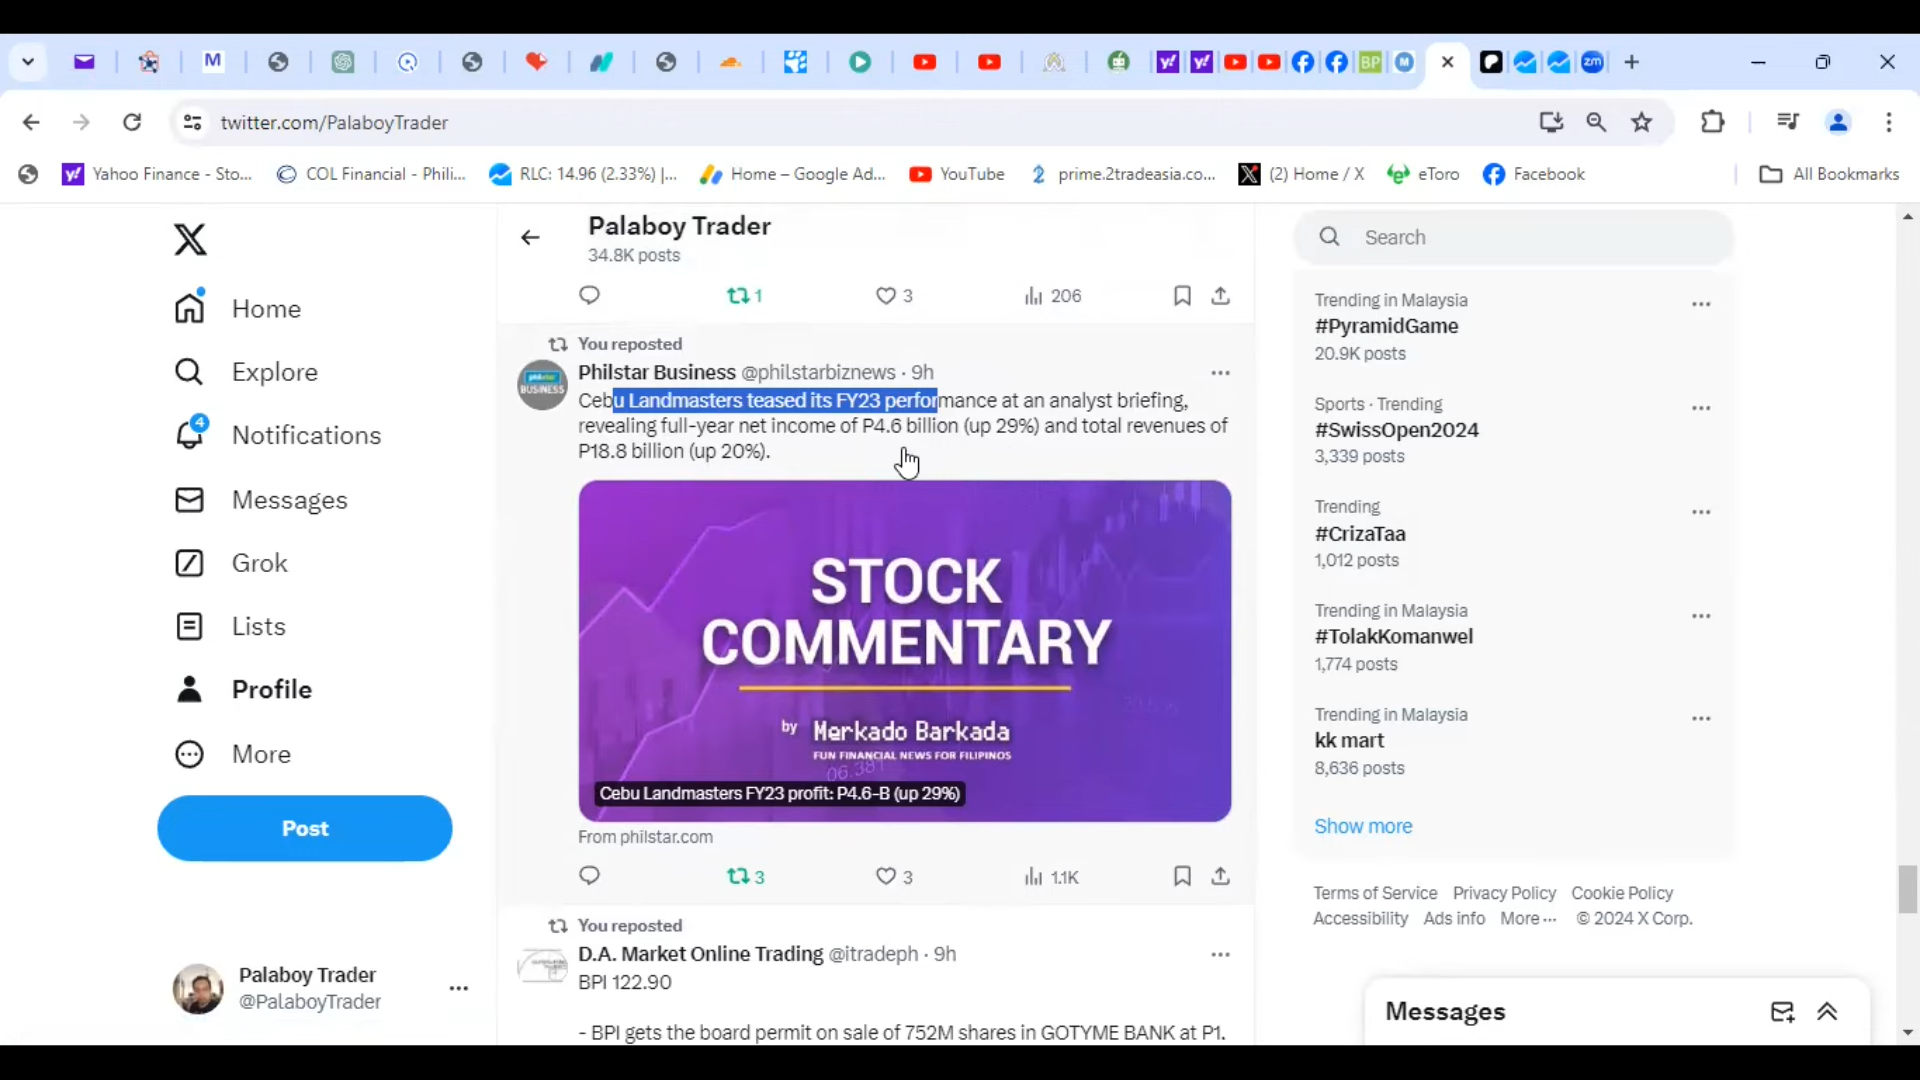 twitter.com/PalaboyTrader
Yahoo Finance - Sto...
COL Financial - Phili...
RLC: 14.96 (2.33%) |...
Home – Google Ad...
YouTube
prime.2tradeasia.co...
(2) Home / X
eToro
Facebook
All Bookmarks
Home
Explore
4
Notifications
Messages
Grok
Lists
Profile
More
Post
Palaboy Trader
@PalaboyTrader
Palaboy Trader
34.8K posts
1
3
206
You reposted
Philstar Business @philstarbiznews · 9h
Cebu Landmasters teased its FY23 performance at an analyst briefing,
revealing full-year net income of P4.6 billion (up 29%) and total revenues of
P18.8 billion (up 20%).
STOCK
COMMENTARY
by Merkado Barkada
FUN FINANCIAL NEWS FOR FILIPINOS
Cebu Landmasters FY23 profit: P4.6-B (up 29%)
From philstar.com
3
3
1.1K
You reposted
D.A. Market Online Trading @itradeph · 9h
BPI 122.90
- BPI gets the board permit on sale of 752M shares in GOTYME BANK at P1.
Search
Trending in Malaysia
#PyramidGame
20.9K posts
Sports · Trending
#SwissOpen2024
3,339 posts
Trending
#CrizaTaa
1,012 posts
Trending in Malaysia
#TolakKomanwel
1,774 posts
Trending in Malaysia
kk mart
8,636 posts
Show more
Terms of Service Privacy Policy Cookie Policy
Accessibility Ads info More ··· © 2024 X Corp.
Messages